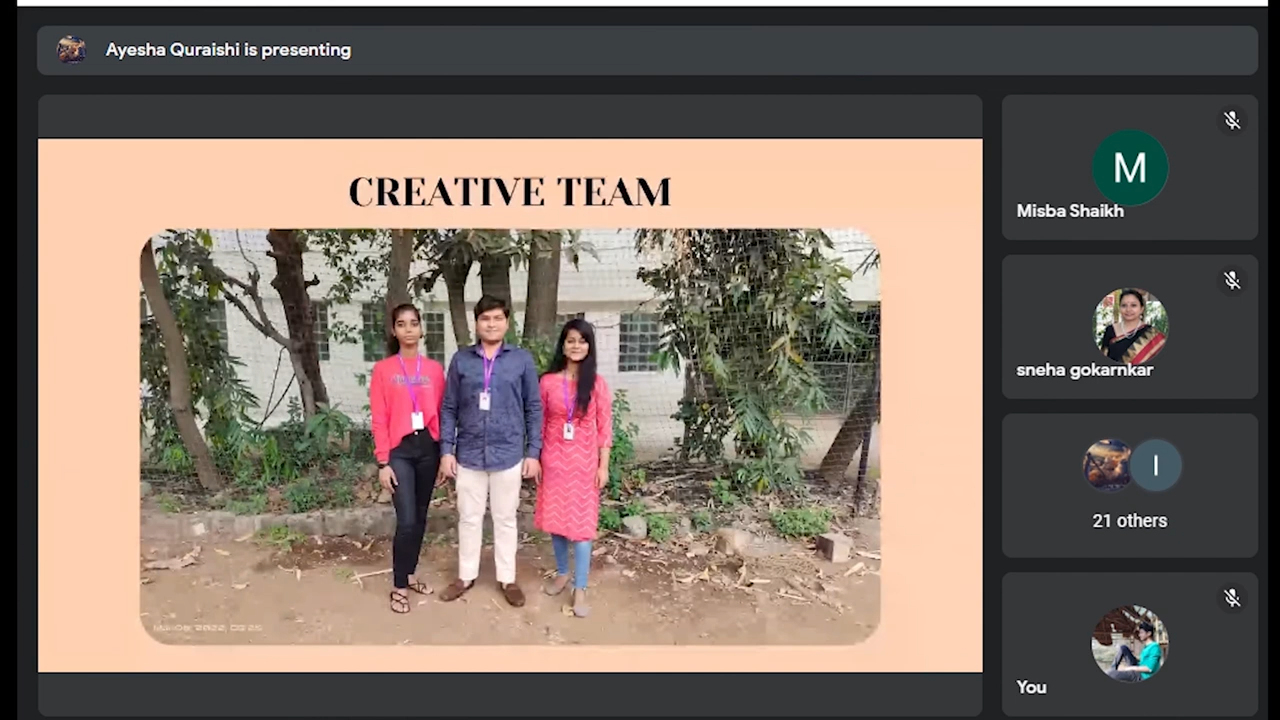 Ayesha Quraishi is presenting
CREATIVE TEAM
M
Misba Shaikh
sneha gokarnkar
I
21 others
You